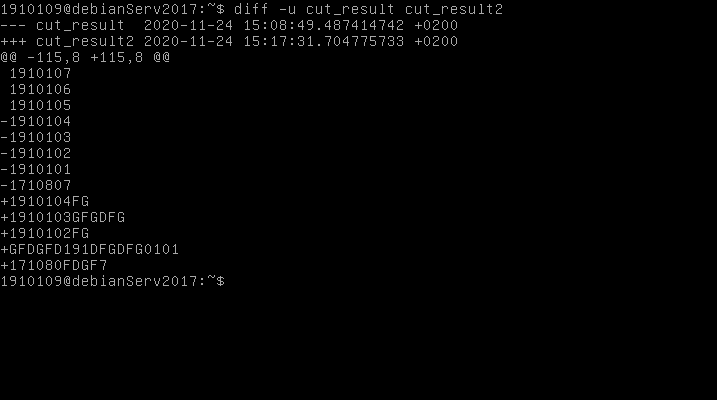 1910109@debianServ2017:~$ diff -u cut_result cut_result2
--- cut_result  2020-11-24 15:08:49.487414742 +0200
+++ cut_result2 2020-11-24 15:17:31.704775733 +0200
@@ -115,8 +115,8 @@
 1910107
 1910106
 1910105
-1910104
-1910103
-1910102
-1910101
-1710807
+1910104FG
+1910103GFGDFG
+1910102FG
+GFDGFD191DFGDFG0101
+171080FDGF7
1910109@debianServ2017:~$